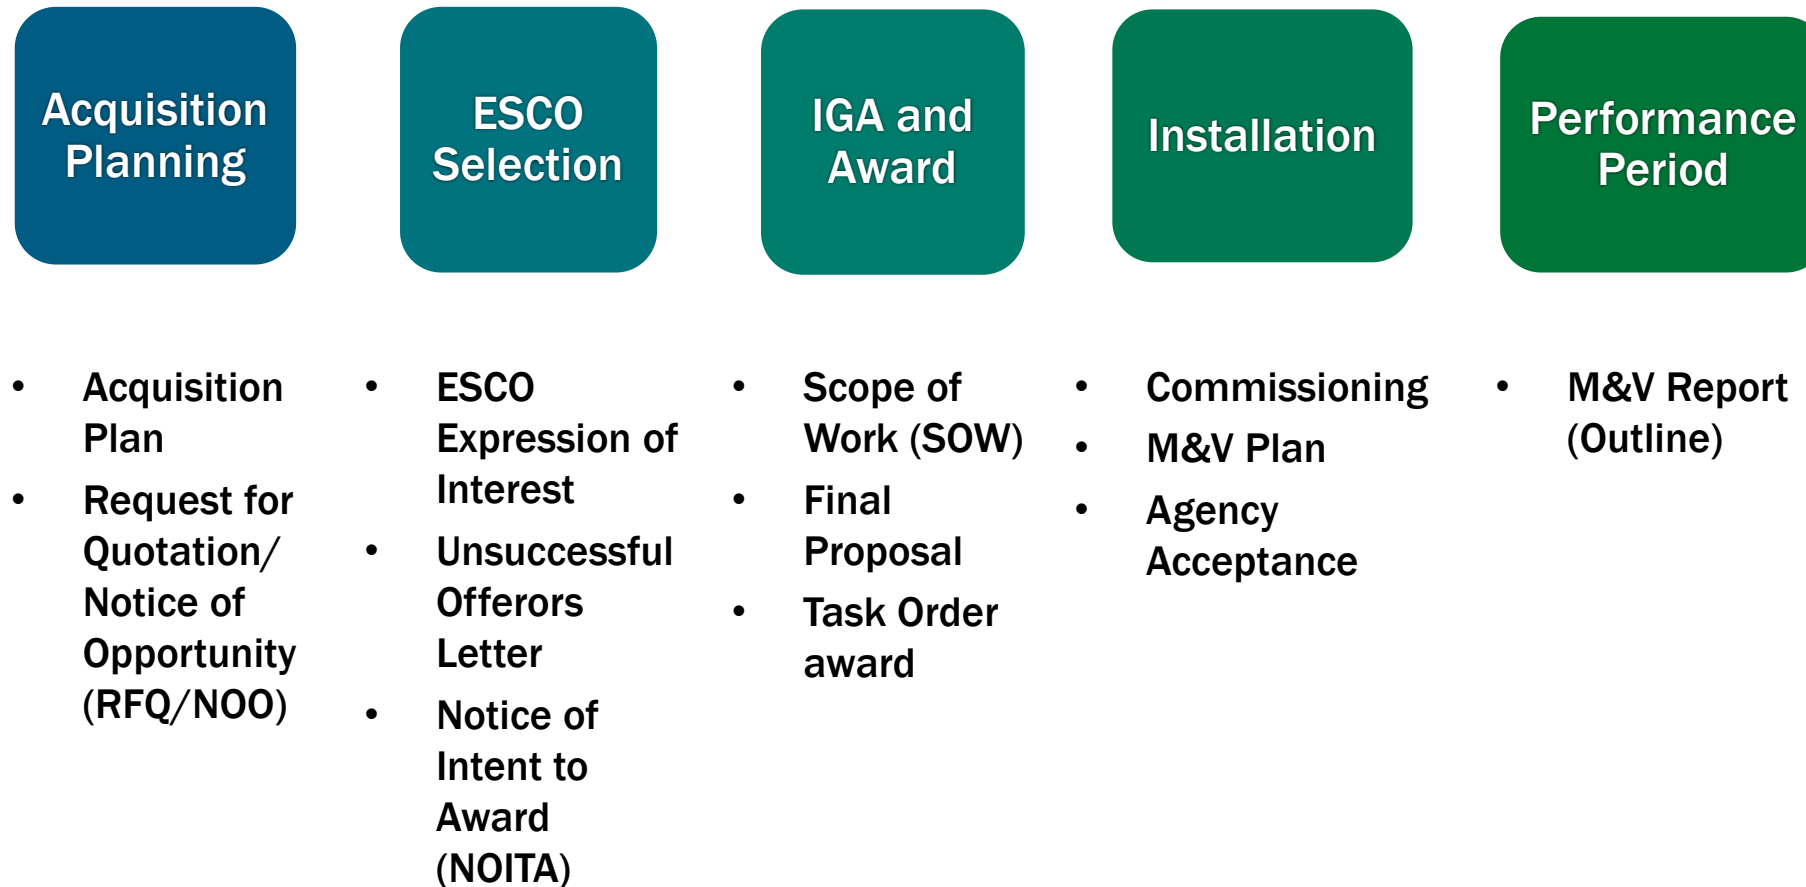 Acquisition
Planning
ESCO
Selection
IGA and
Award
Installation
Performance
Period
• Acquisition
Plan
• Request for
Quotation/
Notice of
Opportunity
(RFQ/NOO)
• ESCO
Expression of
Interest
• Unsuccessful
Offerors
Letter
• Notice of
Intent to
Award
(NOITA)
• Scope of
Work (SOW)
• Final
Proposal
• Task Order
award
• Commissioning
• M&V Plan
• Agency
Acceptance
• M&V Report
(Outline)